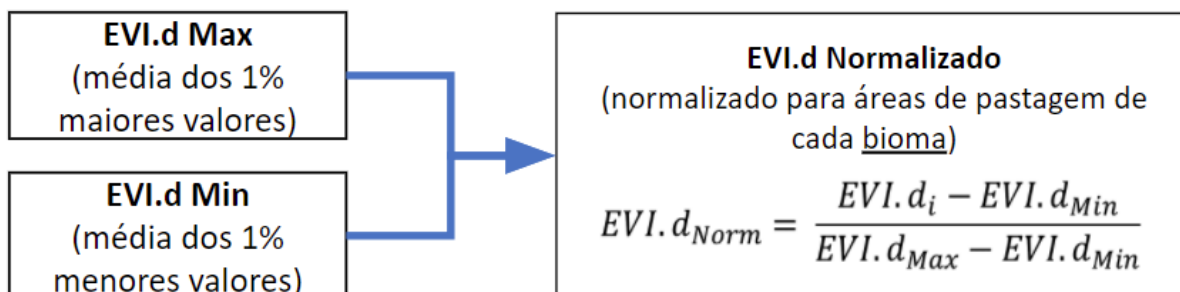 EVI.d Max
(média dos 1%
maiores valores)
EVI.d Min
(média dos 1%
menores valores)
EVI.d Normalizado
(normalizado para áreas de pastagem de
cada bioma)
EVI.d_Norm = (EVI.d_i − EVI.d_Min) / (EVI.d_Max − EVI.d_Min)